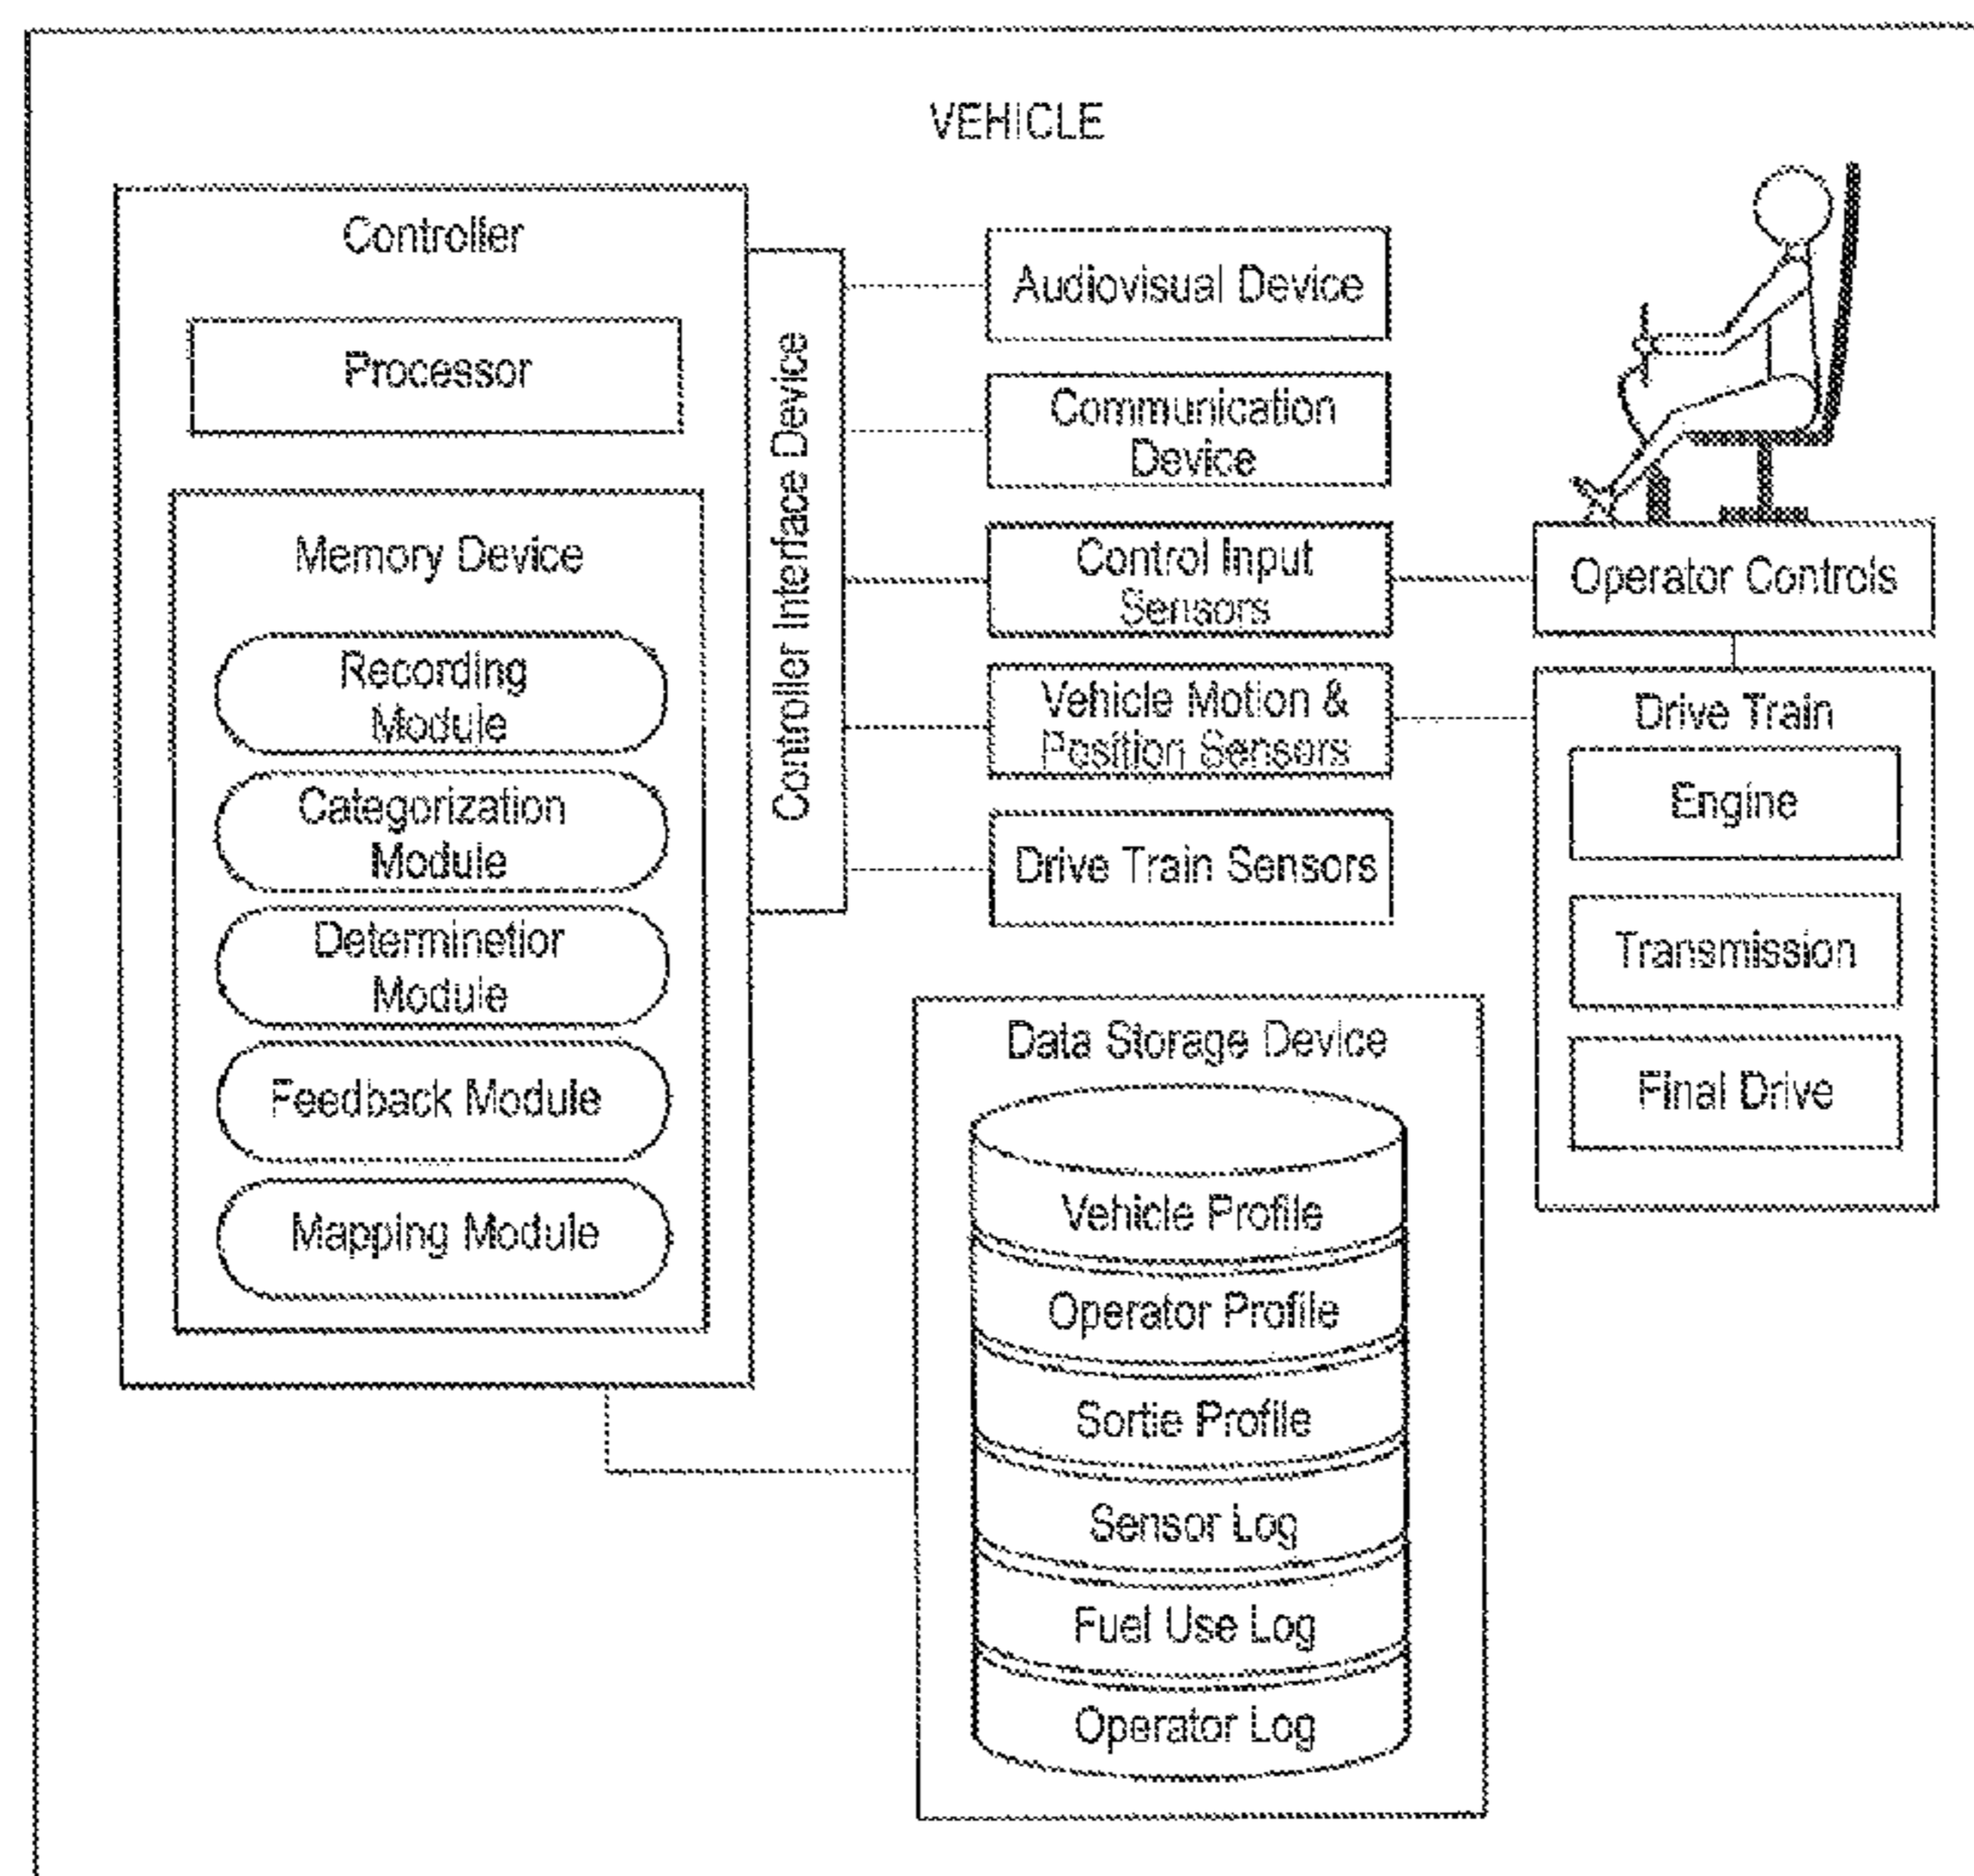 VEHICLE
Controller
Processor
Memory Device
Recording
Module
Categorization
Module
Determinetior
Module
Feedback Module
Mapping Module
Controller Interface Device
Audiovisual Device
Communication
Device
Control Input
Sensors
Vehicle Motion &
Position Sensors
Drive Train Sensors
Operator Controls
Drive Train
Engine
Transmission
Final Drive
Data Storage Device
Vehicle Profile
Operator Profile
Sortie Profile
Sensor Log
Fuel Use Log
Operator Log